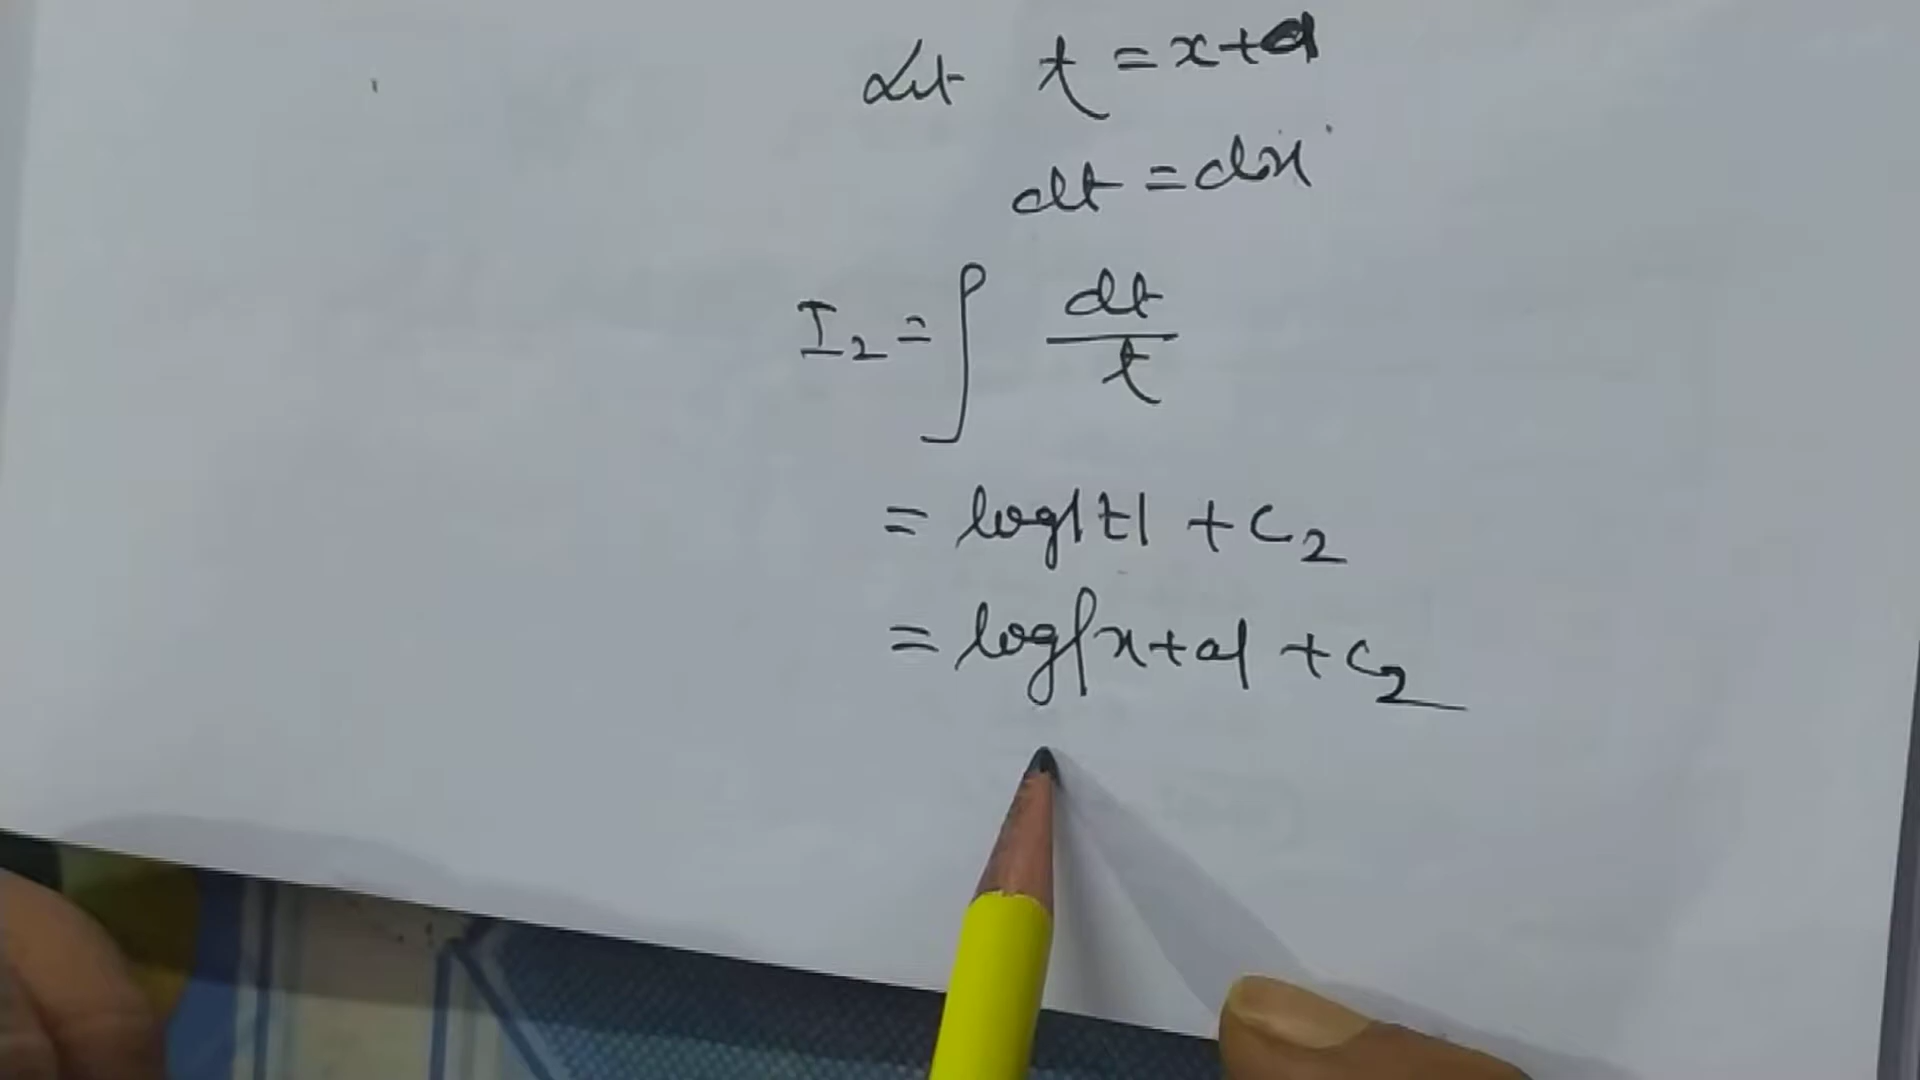 Let t = x+a
dt = dx
I₂ = ∫ dt/t
= log|t| + c₂
= log|x+a| + c₂